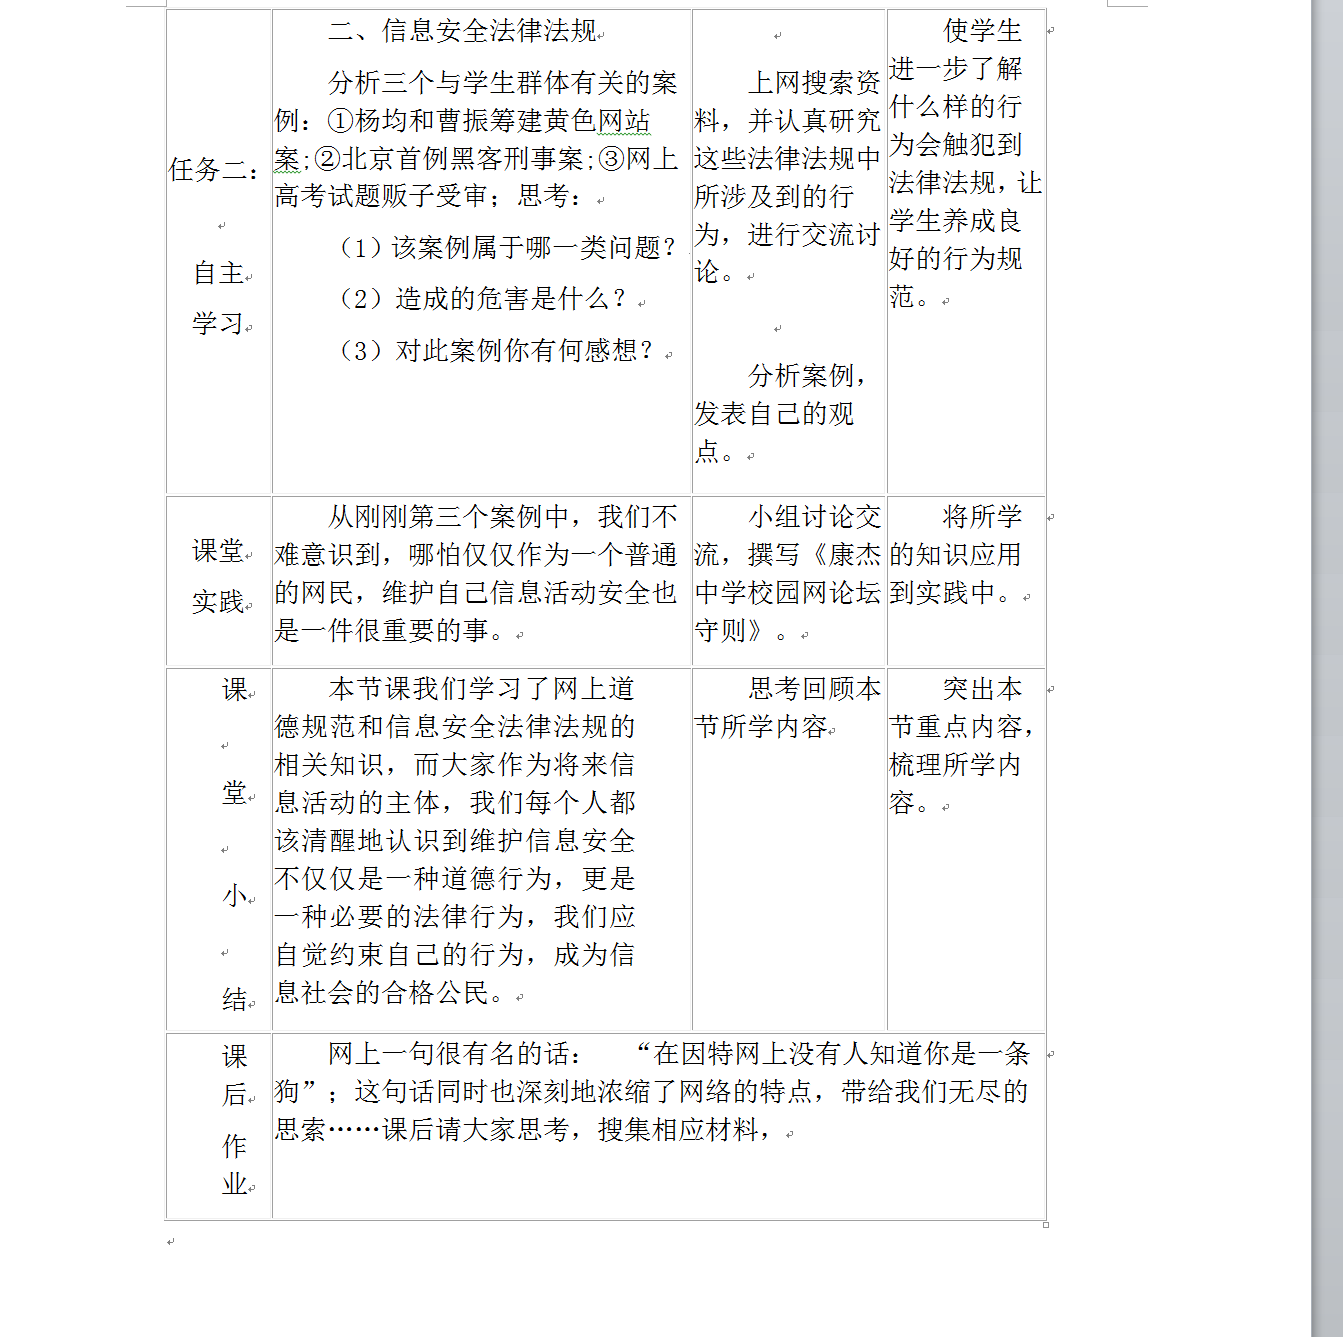 任务二：
自主
学习
二、信息安全法律法规
分析三个与学生群体有关的案
例：①杨均和曹振筹建黄色网站
案;②北京首例黑客刑事案;③网上
高考试题贩子受审；思考：
（1）该案例属于哪一类问题？
（2）造成的危害是什么？
（3）对此案例你有何感想？
上网搜索资
料，并认真研究
这些法律法规中
所涉及到的行
为，进行交流讨
论。
分析案例，
发表自己的观
点。
使学生
进一步了解
什么样的行
为会触犯到
法律法规，让
学生养成良
好的行为规
范。
课堂
实践
从刚刚第三个案例中，我们不
难意识到，哪怕仅仅作为一个普通
的网民，维护自己信息活动安全也
是一件很重要的事。
小组讨论交
流，撰写《康杰
中学校园网论坛
守则》。
将所学
的知识应用
到实践中。
课
堂
小
结
本节课我们学习了网上道
德规范和信息安全法律法规的
相关知识，而大家作为将来信
息活动的主体，我们每个人都
该清醒地认识到维护信息安全
不仅仅是一种道德行为，更是
一种必要的法律行为，我们应
自觉约束自己的行为，成为信
息社会的合格公民。
思考回顾本
节所学内容
突出本
节重点内容，
梳理所学内
容。
课
后
作
业
网上一句很有名的话： “在因特网上没有人知道你是一条
狗”；这句话同时也深刻地浓缩了网络的特点，带给我们无尽的
思索……课后请大家思考，搜集相应材料，